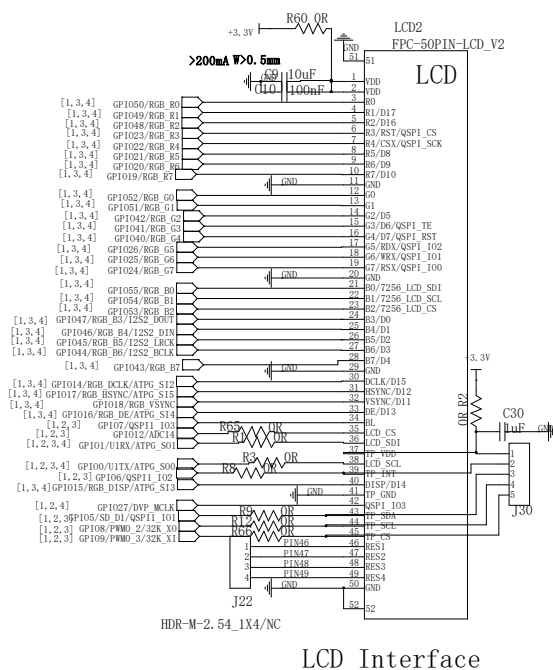 R60 0R
+3.3V
LCD2
FPC-50PIN-LCD_V2
GND
51 51
>200mA W>0.5mm
LCD
C9 10uF
GND
C10 100nF
1 VDD
2 VDD
[1,3,4] GPIO50/RGB_R0 3 R0
[1,3,4] GPIO49/RGB_R1 4 R1/D17
[1,3,4] GPIO48/RGB_R2 5 R2/D16
[1,3,4] GPIO23/RGB_R3 6 R3/RST/QSPI_CS
[1,3,4] GPIO22/RGB_R4 7 R4/CSX/QSPI_SCK
[1,3,4] GPIO21/RGB_R5 8 R5/D8
[1,3,4] GPIO20/RGB_R6 9 R6/D9
[1,3,4] GPIO19/RGB_R7 10 R7/D10
GND 11 GND
[1,3,4] GPIO52/RGB_G0 12 G0
[1,3,4] GPIO51/RGB_G1 13 G1
[1,3,4] GPIO42/RGB_G2 14 G2/D5
[1,3,4] GPIO41/RGB_G3 15 G3/D6/QSPI_TE
[1,3,4] GPIO40/RGB_G4 16 G4/D7/QSPI_RST
[1,3,4] GPIO26/RGB_G5 17 G5/RDX/QSPI_IO2
[1,3,4] GPIO25/RGB_G6 18 G6/WRX/QSPI_IO1
[1,3,4] GPIO24/RGB_G7 19 G7/RSX/QSPI_IO0
GND 20 GND
[1,3,4] GPIO55/RGB_B0 21 B0/7256_LCD_SDI
[1,3,4] GPIO54/RGB_B1 22 B1/7256_LCD_SCL
[1,3,4] GPIO53/RGB_B2 23 B2/7256_LCD_CS
[1,3,4] GPIO47/RGB_B3/I2S2_DOUT 24 B3/D0
[1,3,4] GPIO46/RGB_B4/I2S2_DIN 25 B4/D1
[1,3,4] GPIO45/RGB_B5/I2S2_LRCK 26 B5/D2
[1,3,4] GPIO44/RGB_B6/I2S2_BCLK 27 B6/D3
[1,3,4] GPIO43/RGB_B7 28 B7/D4
GND 29 GND
[1,3,4] GPIO14/RGB_DCLK/ATPG_SI2 30 DCLK/D15
[1,3,4] GPIO17/RGB_HSYNC/ATPG_SI5 31 HSYNC/D12
[1,3,4] GPIO18/RGB_VSYNC 32 VSYNC/D11
[1,3,4] GPIO16/RGB_DE/ATPG_SI4 33 DE/D13
[1,2,3] GPIO7/QSPI1_IO3 34 BL
[1,2,3] GPIO12/ADC14 R65 0R 35 LCD_CS
[1,2,3,4] GPIO1/U1RX/ATPG_SO1 R1 0R 36 LCD_SDI
37 TP_VDD
[1,2,3,4] GPIO0/U1TX/ATPG_SO0 R3 0R 38 LCD_SCL
[1,2,3] GPIO6/QSPI1_IO2 R8 0R 39 TP_INT
[1,3,4] GPIO15/RGB_DISP/ATPG_SI3 40 DISP/D14
GND 41 TP_GND
[1,2,4] GPIO27/DVP_MCLK 42 QSPI_IO3
[1,2,3] GPIO5/SD_D1/QSPI1_IO1 R9 0R 43 TP_SDA
[1,2,3] GPIO8/PWM0_2/32K_XO R12 0R 44 TP_SCL
[1,2,3] GPIO9/PWM0_3/32K_XI R66 0R 45 TP_CS
1 PIN46 46 RES1
2 PIN47 47 RES2
3 PIN48 48 RES3
4 PIN49 49 RES4
J22
GND 50 GND
52 52
HDR-M-2.54_1X4/NC
+3.3V
0R R2
C30
1uF
GND
1
2
3
4
5
J30
LCD Interface